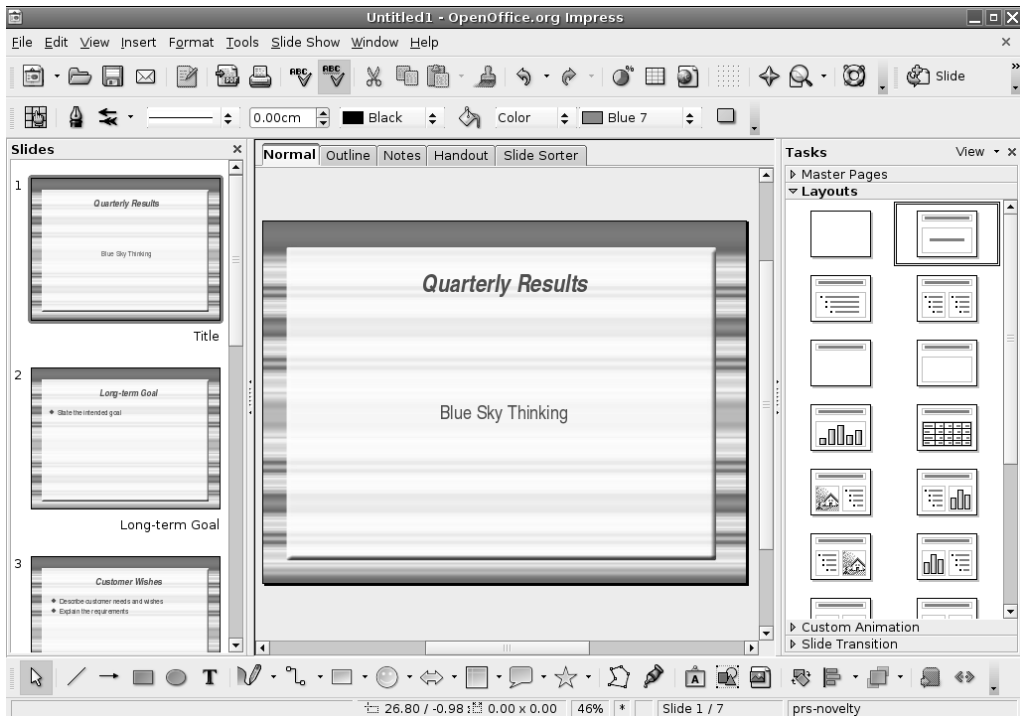 Untitled1 - OpenOffice.org Impress
File Edit View Insert Format Tools Slide Show Window Help
ABC ABC Slide
0.00cm Black Color Blue 7
Slides
Normal Outline Notes Handout Slide Sorter
Tasks View
Master Pages
Layouts
1
Quarterly Results
Blue Sky Thinking
Title
2
Long-term Goal
State the intended goal
Long-term Goal
3
Customer Wishes
Describe customer needs and wishes
Explain the requirements
Quarterly Results
Blue Sky Thinking
Custom Animation
Slide Transition
T A
26.80 / -0.98 0.00 x 0.00 46% * Slide 1 / 7 prs-novelty